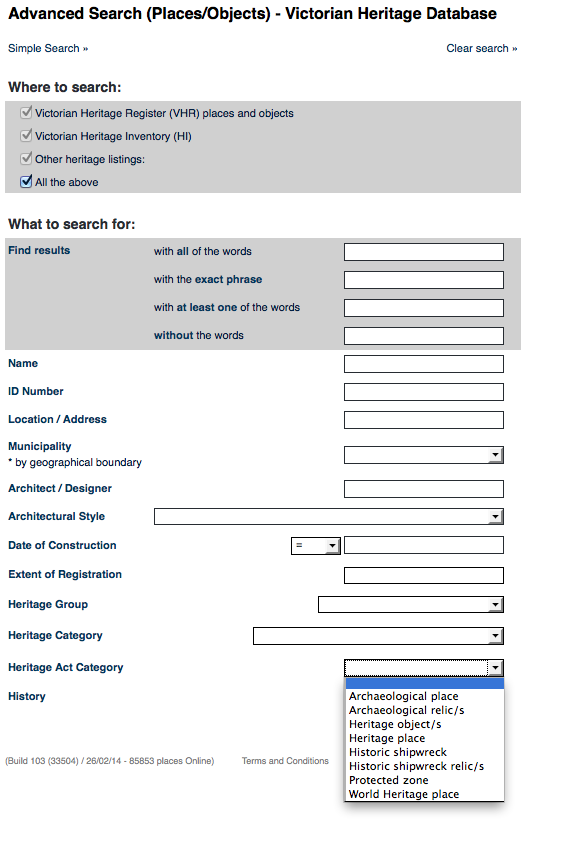 Advanced Search (Places/Objects) - Victorian Heritage Database
Simple Search » Clear search »
Where to search:
Victorian Heritage Register (VHR) places and objects
Victorian Heritage Inventory (HI)
Other heritage listings:
All the above
What to search for:
Find results with all of the words
with the exact phrase
with at least one of the words
without the words
Name
ID Number
Location / Address
Municipality
* by geographical boundary
Architect / Designer
Architectural Style
Date of Construction =
Extent of Registration
Heritage Group
Heritage Category
Heritage Act Category
History
Archaeological place
Archaeological relic/s
Heritage object/s
Heritage place
Historic shipwreck
Historic shipwreck relic/s
Protected zone
World Heritage place
(Build 103 (33504) / 26/02/14 - 85853 places Online) Terms and Conditions